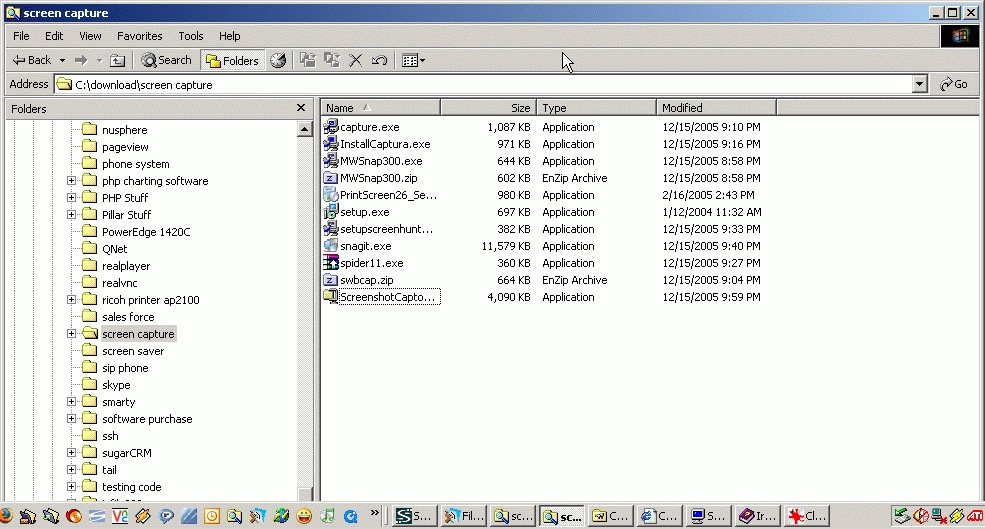 screen capture
File Edit View Favorites Tools Help
Back Search Folders
Address C:\download\screen capture Go
Folders
nusphere
pageview
phone system
php charting software
PHP Stuff
Pillar Stuff
PowerEdge 1420C
QNet
realplayer
realvnc
ricoh printer ap2100
sales force
screen capture
screen saver
sip phone
skype
smarty
software purchase
ssh
sugarCRM
tail
testing code
Name Size Type Modified
capture.exe 1,087 KB Application 12/15/2005 9:10 PM
InstallCaptura.exe 971 KB Application 12/15/2005 9:16 PM
MWSnap300.exe 644 KB Application 12/15/2005 8:58 PM
MWSnap300.zip 602 KB EnZip Archive 12/15/2005 8:58 PM
PrintScreen26_Se... 980 KB Application 2/16/2005 2:43 PM
setup.exe 697 KB Application 1/12/2004 11:32 AM
setupscreenhunt... 382 KB Application 12/15/2005 9:33 PM
snagit.exe 11,579 KB Application 12/15/2005 9:40 PM
spider11.exe 360 KB Application 12/15/2005 9:27 PM
swbcap.zip 664 KB EnZip Archive 12/15/2005 9:04 PM
ScreenshotCapto... 4,090 KB Application 12/15/2005 9:59 PM
S... Fil... sc... sc... C... C... S... Ir... Cl... ATI